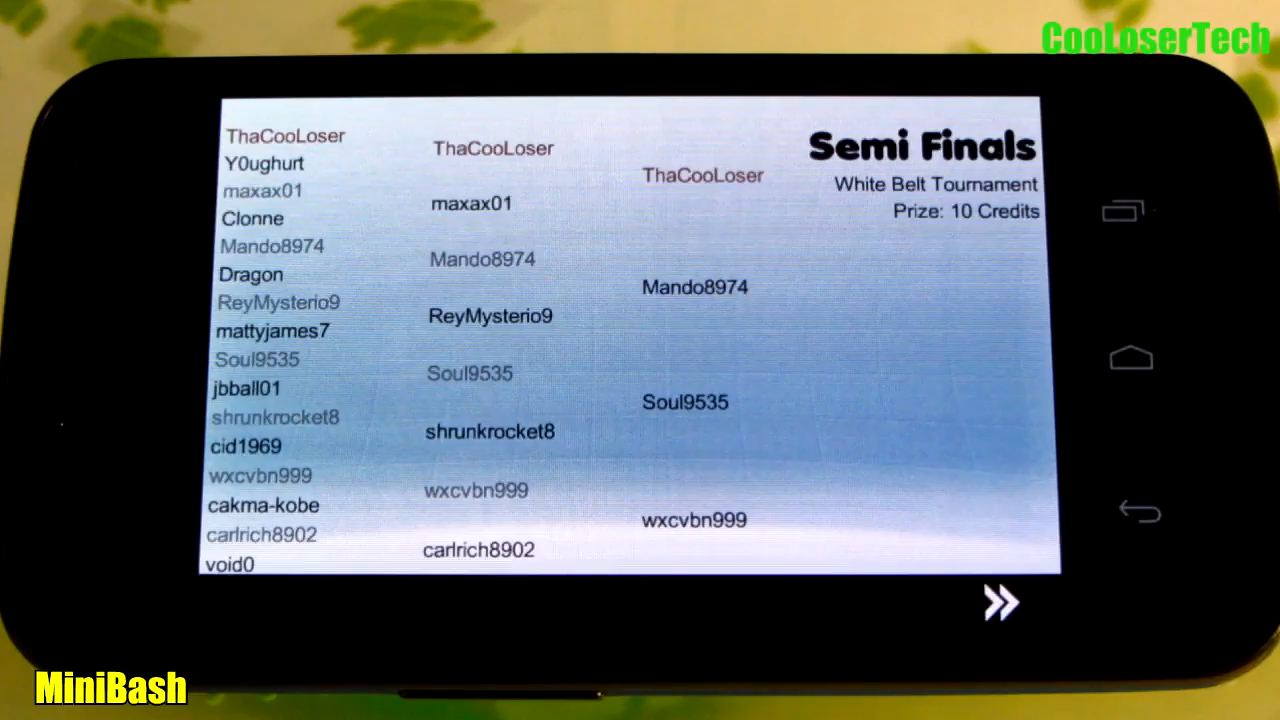 CooLoserTech
Semi Finals
White Belt Tournament
Prize: 10 Credits
ThaCooLoser
Y0ughurt
maxax01
Clonne
Mando8974
Dragon
ReyMysterio9
mattyjames7
Soul9535
jbball01
shrunkrocket8
cid1969
wxcvbn999
cakma-kobe
carlrich8902
void0
ThaCooLoser
maxax01
Mando8974
ReyMysterio9
Soul9535
shrunkrocket8
wxcvbn999
carlrich8902
ThaCooLoser
Mando8974
Soul9535
wxcvbn999
MiniBash